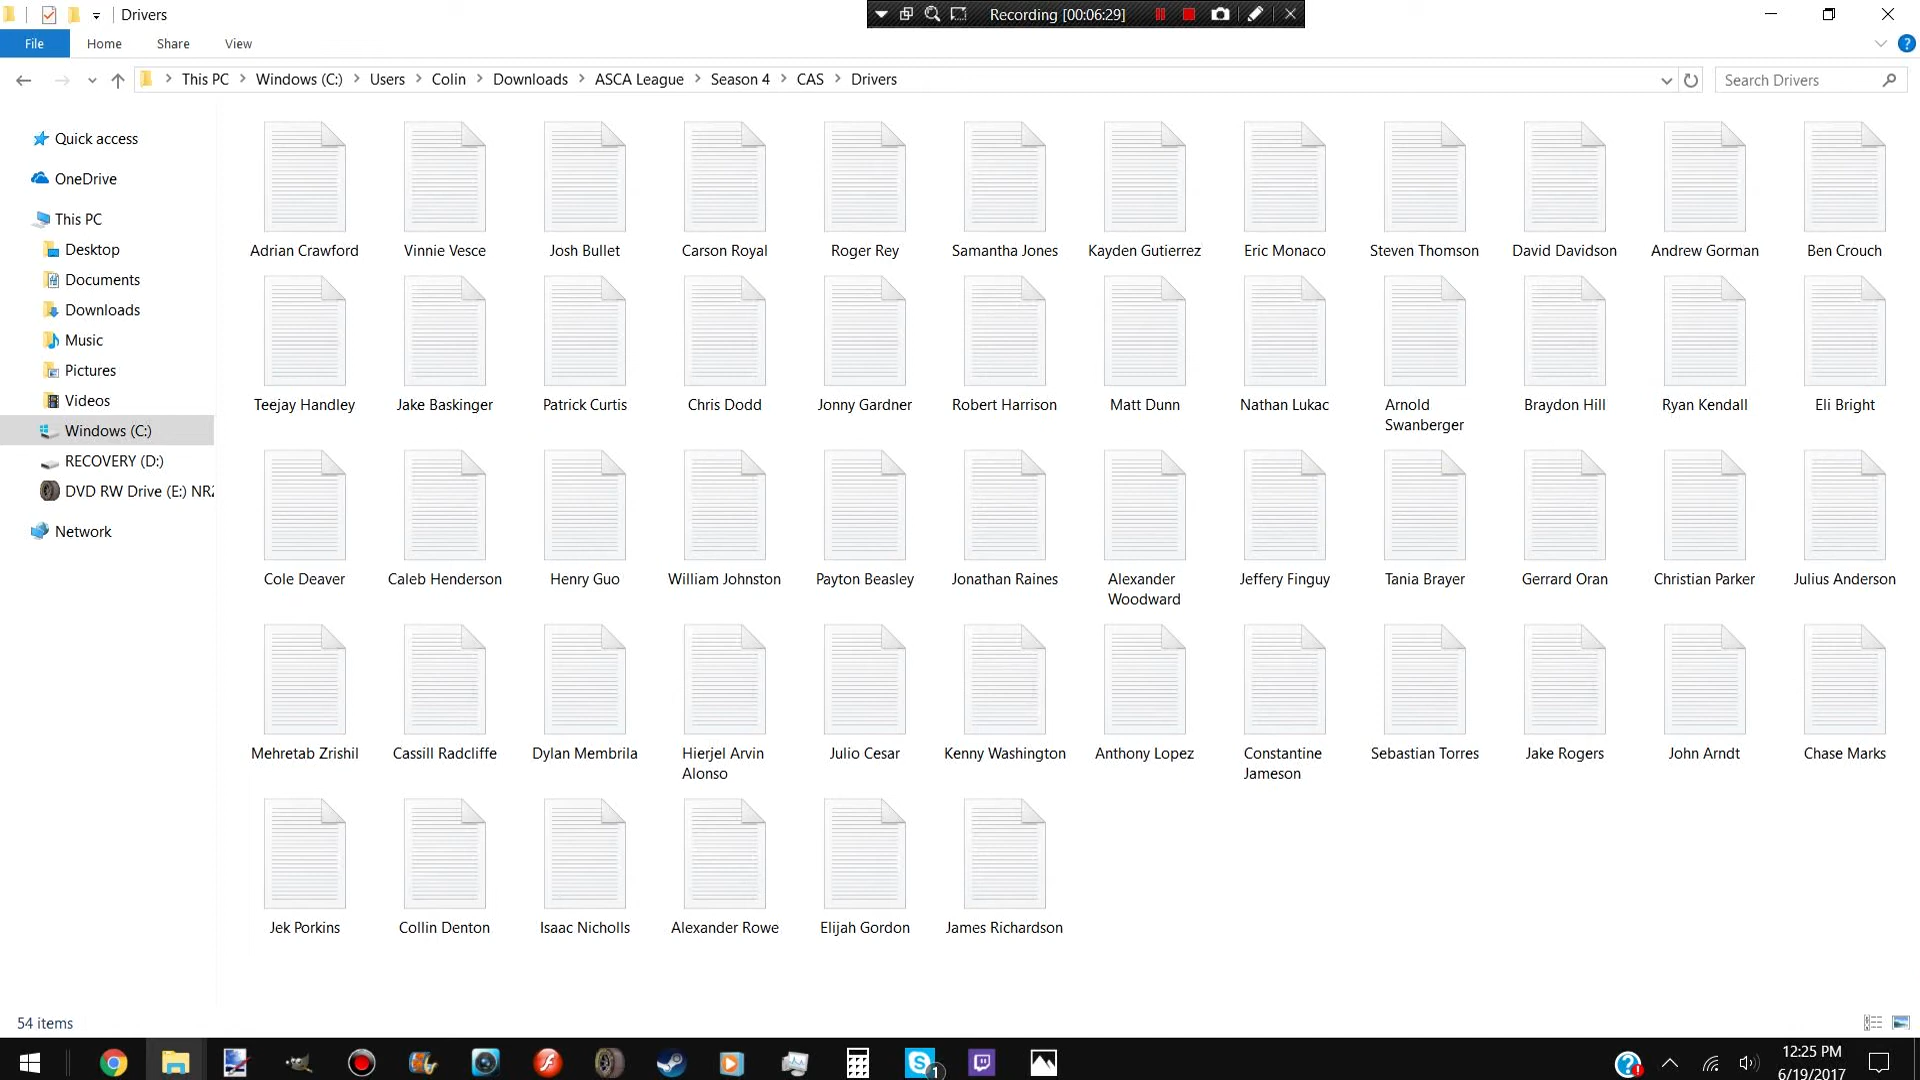 Drivers
Recording [00:06:29]
File Home Share View
This PC Windows (C:) Users Colin Downloads ASCA League Season 4 CAS Drivers
Search Drivers
Quick access
OneDrive
This PC
Desktop
Documents
Downloads
Music
Pictures
Videos
Windows (C:)
RECOVERY (D:)
DVD RW Drive (E:) NR2
Network
Adrian Crawford Vinnie Vesce Josh Bullet Carson Royal Roger Rey Samantha Jones Kayden Gutierrez Eric Monaco Steven Thomson David Davidson Andrew Gorman Ben Crouch
Teejay Handley Jake Baskinger Patrick Curtis Chris Dodd Jonny Gardner Robert Harrison Matt Dunn Nathan Lukac Arnold Braydon Hill Ryan Kendall Eli Bright
Swanberger
Cole Deaver Caleb Henderson Henry Guo William Johnston Payton Beasley Jonathan Raines Alexander Jeffery Finguy Tania Brayer Gerrard Oran Christian Parker Julius Anderson
Woodward
Mehretab Zrishil Cassill Radcliffe Dylan Membrila Hierjel Arvin Julio Cesar Kenny Washington Anthony Lopez Constantine Sebastian Torres Jake Rogers John Arndt Chase Marks
Alonso Jameson
Jek Porkins Collin Denton Isaac Nicholls Alexander Rowe Elijah Gordon James Richardson
54 items
1
12:25 PM
6/19/2017